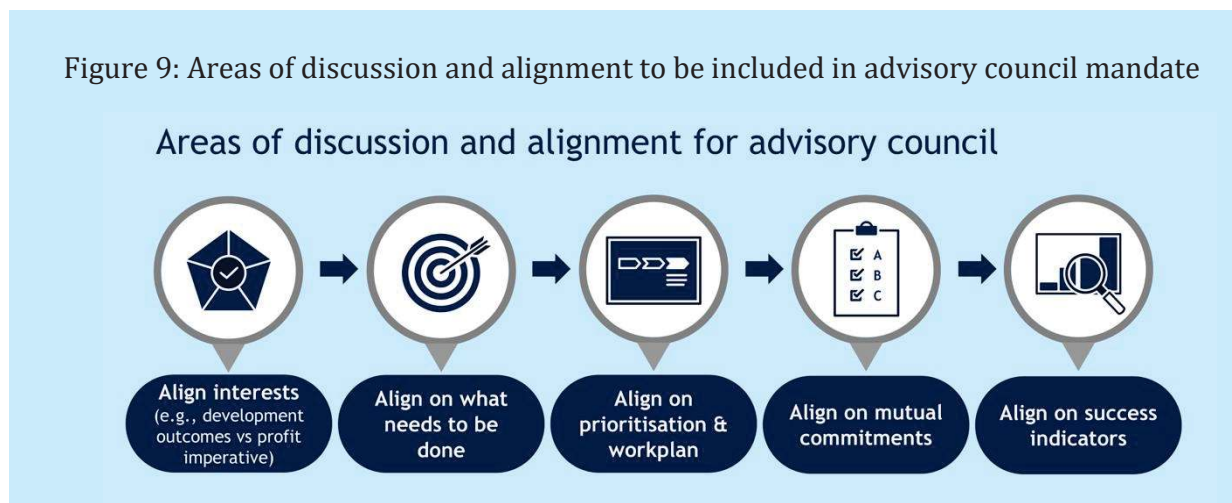 Figure 9: Areas of discussion and alignment to be included in advisory council mandate
Areas of discussion and alignment for advisory council
A
B
C
Align interests
(e.g., development
outcomes vs profit
imperative)
Align on what
needs to be
done
Align on
prioritisation &
workplan
Align on mutual
commitments
Align on success
indicators